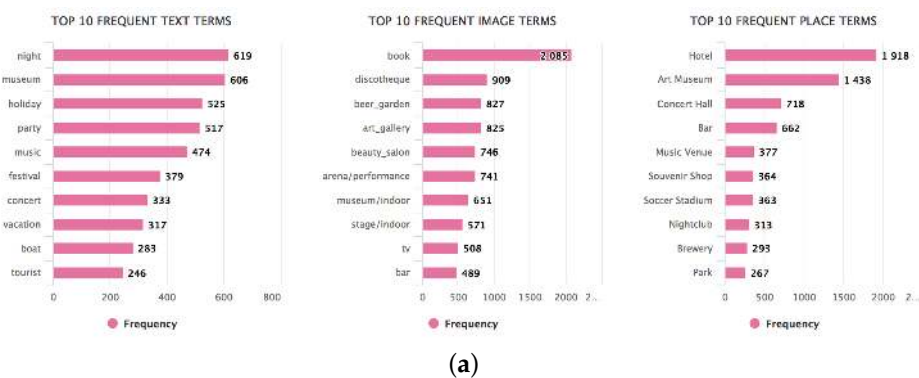 TOP 10 FREQUENT TEXT TERMS
night 619
museum 606
holiday 525
party 517
music 474
festival 379
concert 333
vacation 317
boat 283
tourist 246
0 200 400 600 800
Frequency
TOP 10 FREQUENT IMAGE TERMS
book 2 085
discotheque 909
beer_garden 827
art_gallery 825
beauty_salon 746
arena/performance 741
museum/indoor 651
stage/indoor 571
tv 508
bar 489
0 500 1000 1500 2000 2..
Frequency
TOP 10 FREQUENT PLACE TERMS
Hotel 1 918
Art Museum 1 438
Concert Hall 718
Bar 662
Music Venue 377
Souvenir Shop 364
Soccer Stadium 363
Nightclub 313
Brewery 293
Park 267
0 500 1000 1500 2000 2..
Frequency
(a)